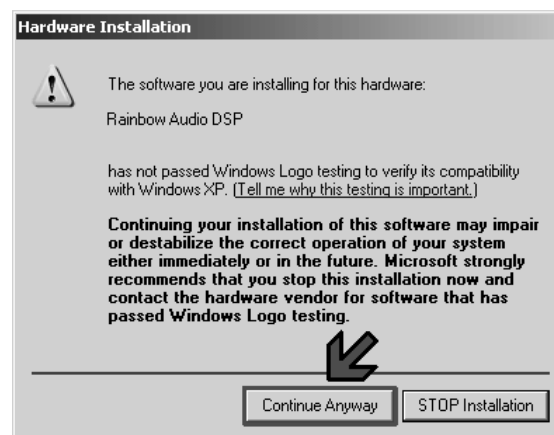 Hardware Installation
The software you are installing for this hardware:
Rainbow Audio DSP
has not passed Windows Logo testing to verify its compatibility
with Windows XP. (Tell me why this testing is important.)
Continuing your installation of this software may impair
or destabilize the correct operation of your system
either immediately or in the future. Microsoft strongly
recommends that you stop this installation now and
contact the hardware vendor for software that has
passed Windows Logo testing.
Continue Anyway
STOP Installation